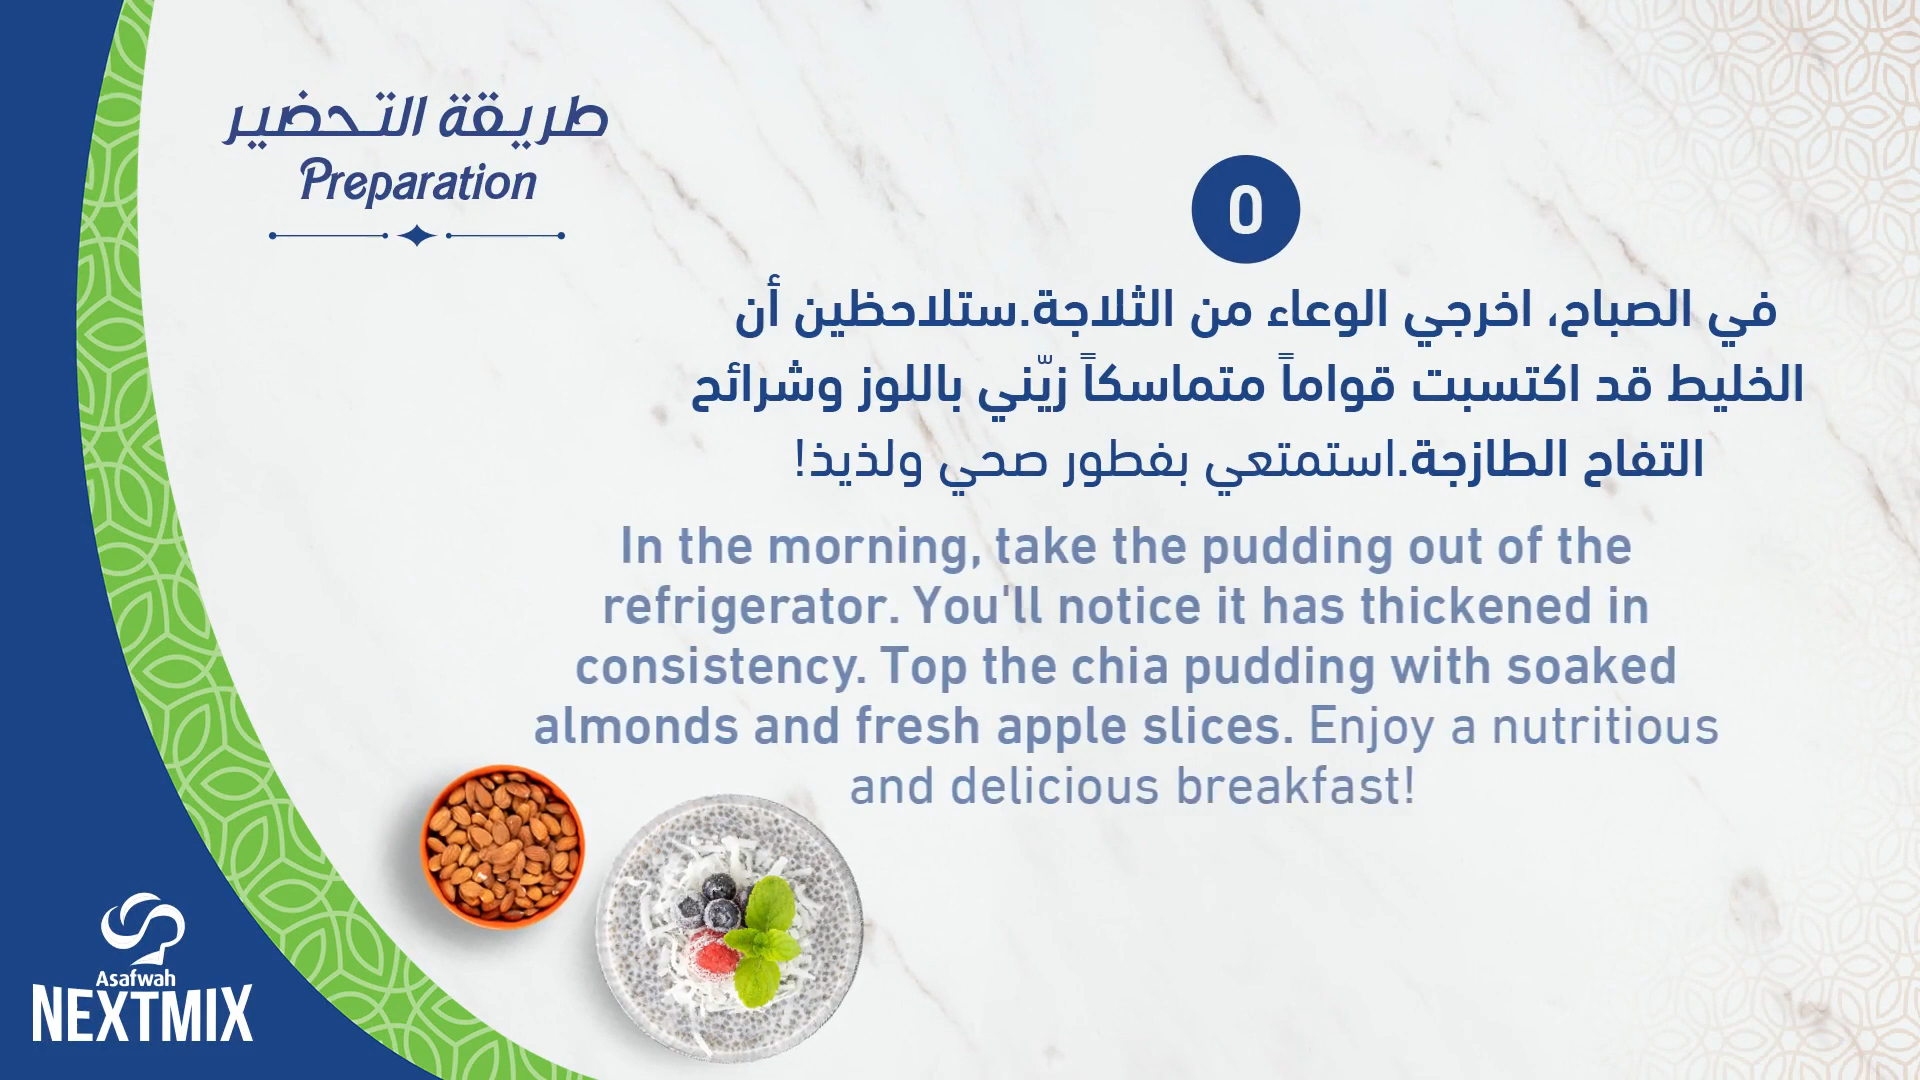 طريقة التحضير
Preparation
0
في الصباح، اخرجي الوعاء من الثلاجة.ستلاحظين أن
الخليط قد اكتسبت قواماً متماسكاً زيّني باللوز وشرائح
التفاح الطازجة.استمتعي بفطور صحي ولذيذ!
In the morning, take the pudding out of the
refrigerator. You'll notice it has thickened in
consistency. Top the chia pudding with soaked
almonds and fresh apple slices. Enjoy a nutritious
and delicious breakfast!
Asafwah
NEXTMIX